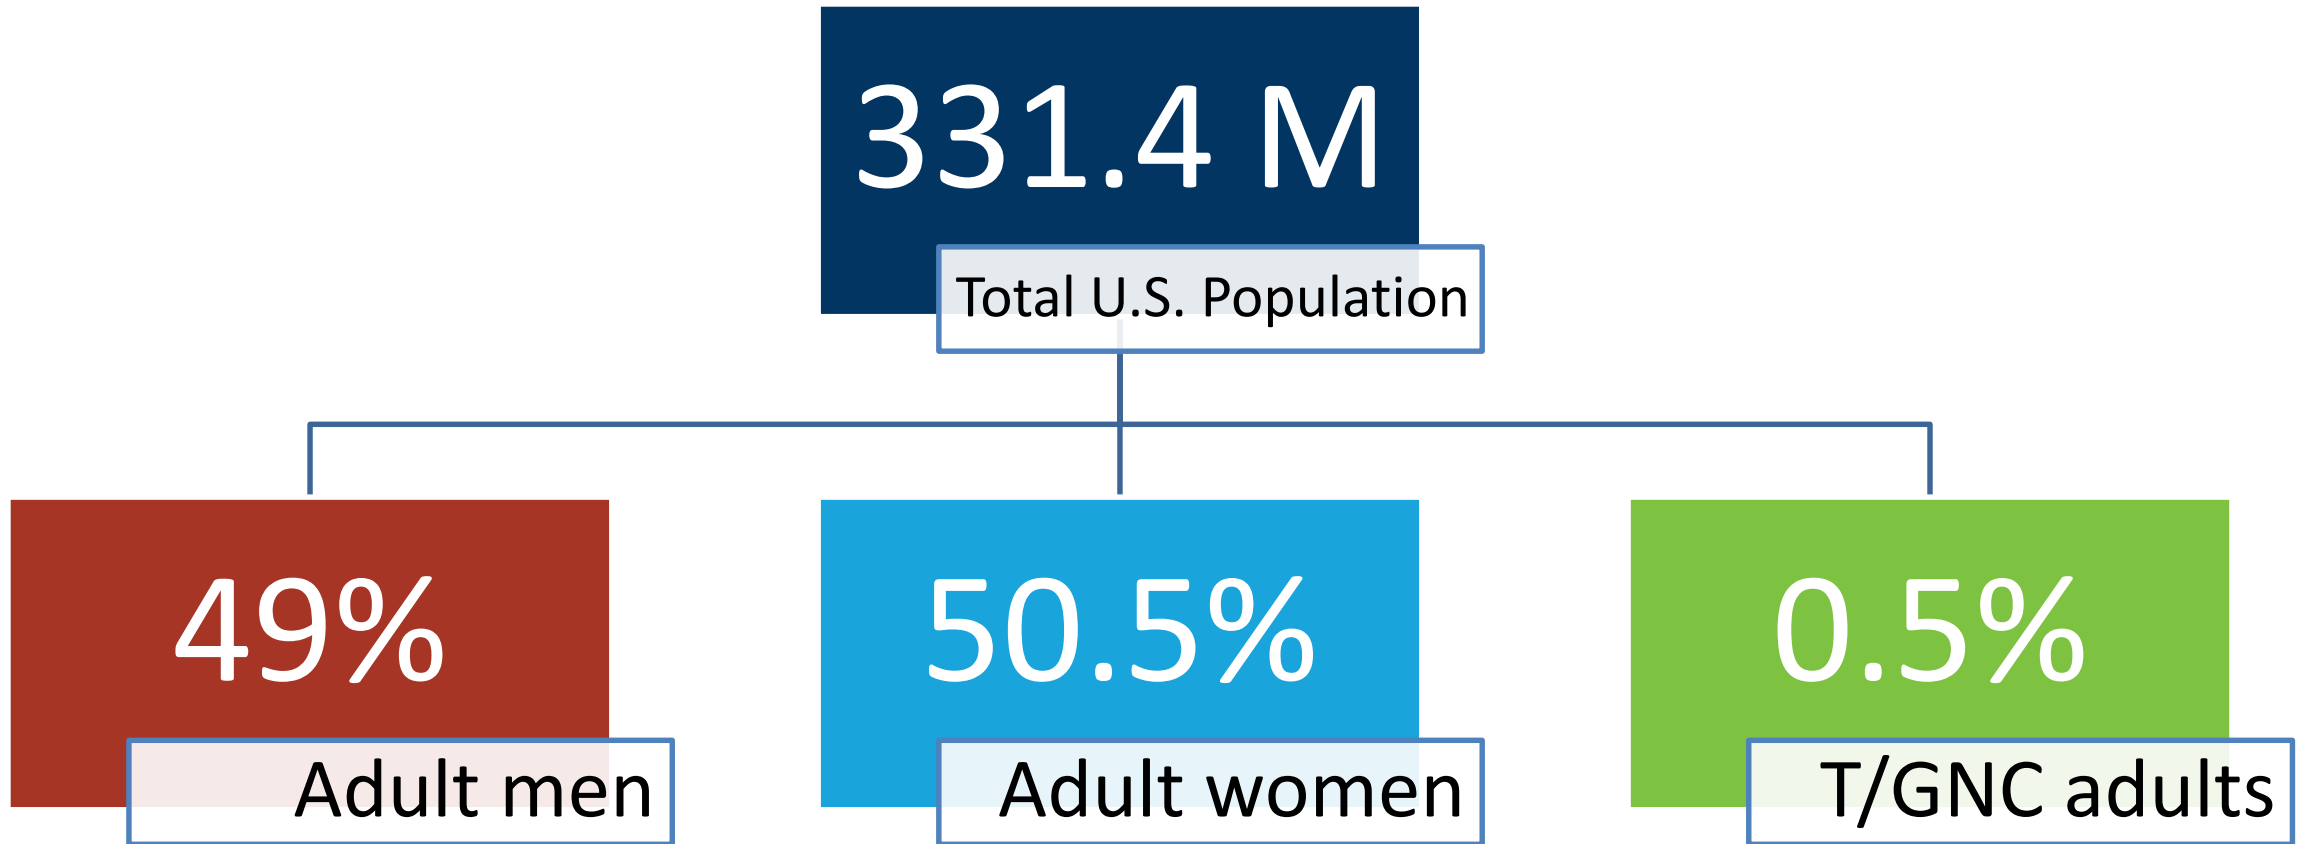 331.4 M
Total U.S. Population
49%
Adult men
50.5%
Adult women
0.5%
T/GNC adults